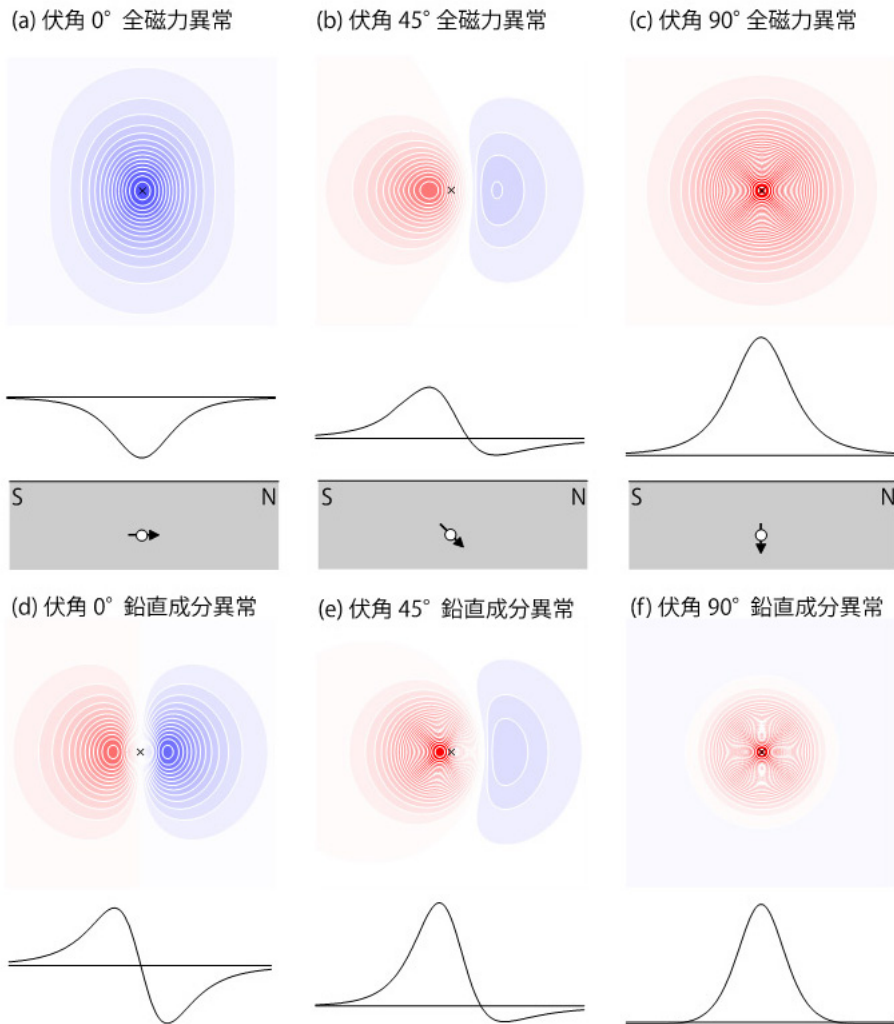 (a) 伏角 0° 全磁力異常
(b) 伏角 45° 全磁力異常
(c) 伏角 90° 全磁力異常
S N
S N
S N
(d) 伏角 0° 鉛直成分異常
(e) 伏角 45° 鉛直成分異常
(f) 伏角 90° 鉛直成分異常